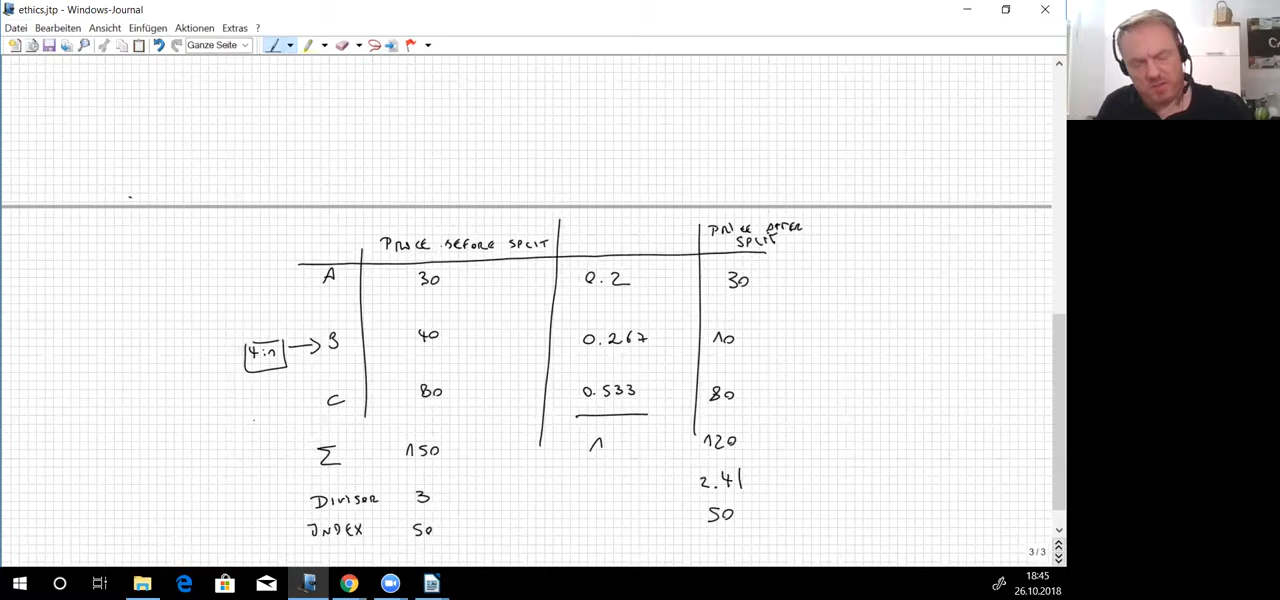 ethics.jtp - Windows-Journal
Datei Bearbeiten Ansicht Einfügen Aktionen Extras ?
Ganze Seite
PRICE BEFORE SPLIT
PRICE AFTER
SPLIT
A 30 0.2 30
4:1 → B 40 0.267 10
C 80 0.533 80
Σ 150 1 120
DIVISOR 3 2.4
INDEX 50 50
3 / 3
18:45
26.10.2018